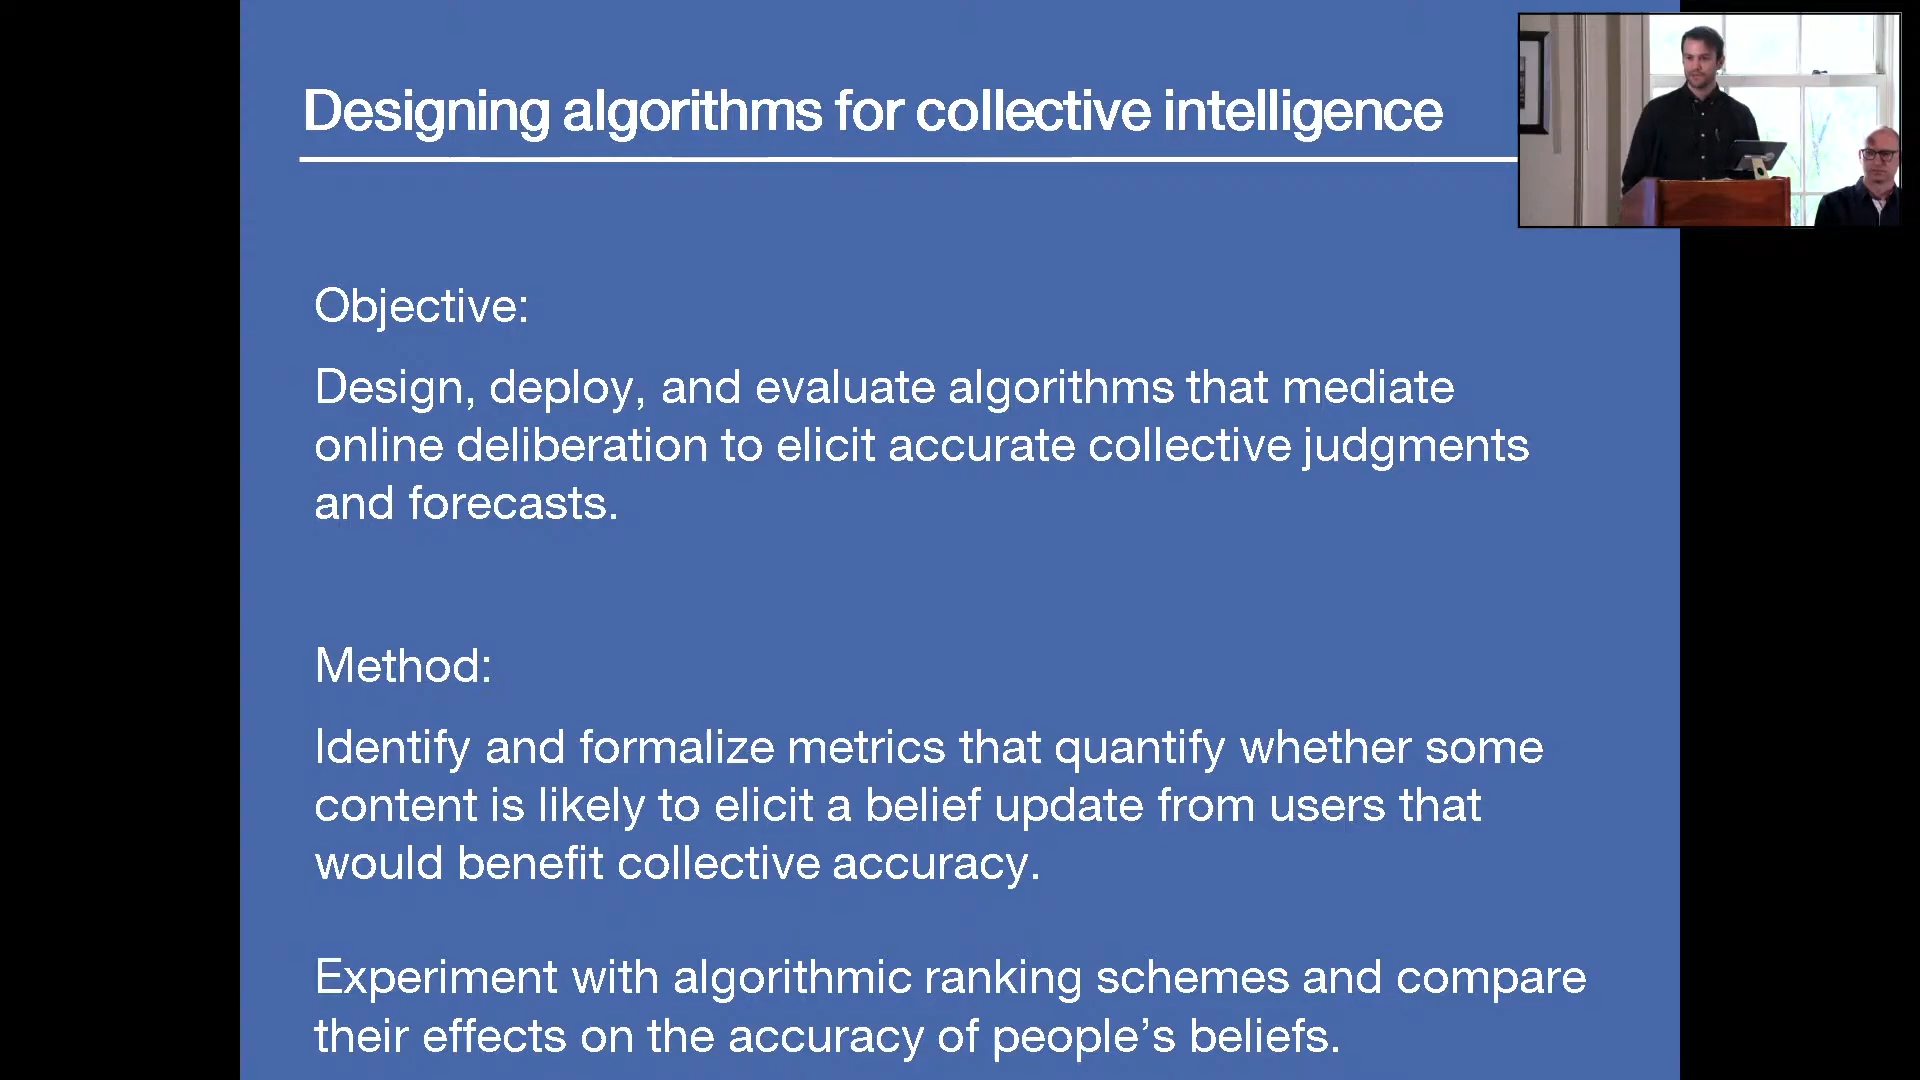 Designing algorithms for collective intelligence
Objective:
Design, deploy, and evaluate algorithms that mediate
online deliberation to elicit accurate collective judgments
and forecasts.
Method:
Identify and formalize metrics that quantify whether some
content is likely to elicit a belief update from users that
would benefit collective accuracy.
Experiment with algorithmic ranking schemes and compare
their effects on the accuracy of people’s beliefs.